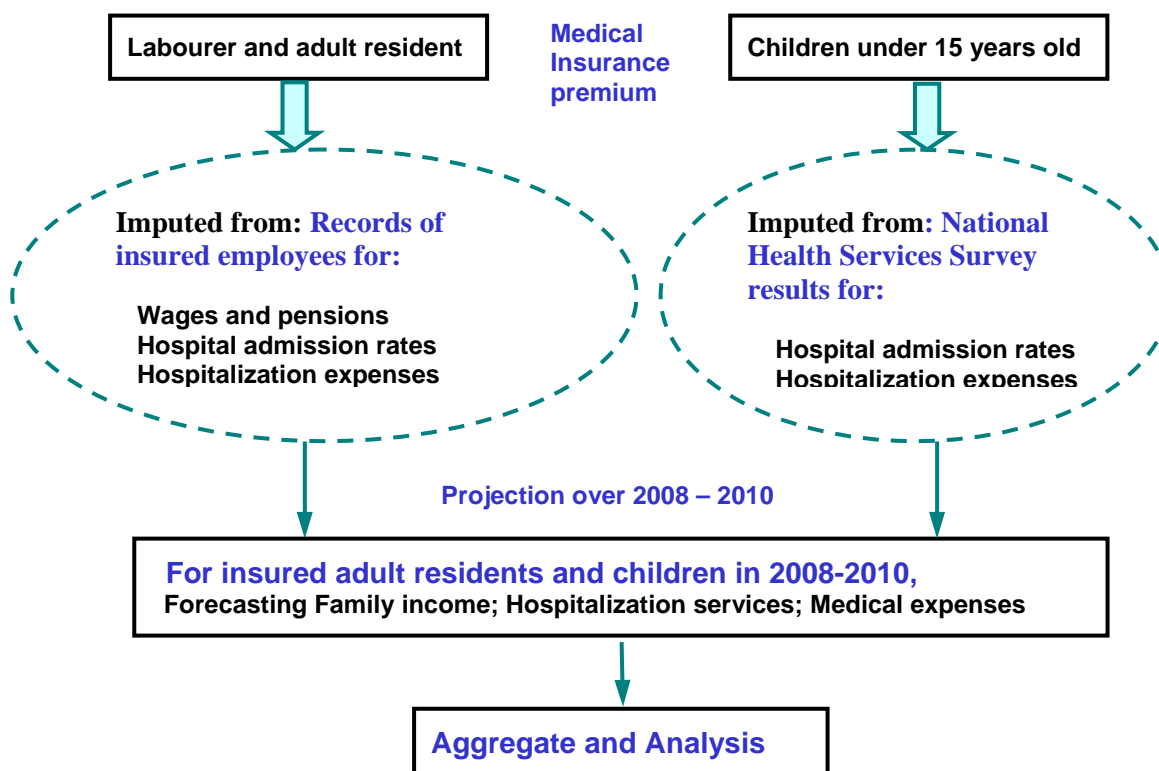 Labourer and adult resident
Medical
Insurance
premium
Children under 15 years old
Imputed from: Records of
insured employees for:
Wages and pensions
Hospital admission rates
Hospitalization expenses
Imputed from: National
Health Services Survey
results for:
Hospital admission rates
Hospitalization expenses
Projection over 2008 – 2010
For insured adult residents and children in 2008-2010,
Forecasting Family income; Hospitalization services; Medical expenses
Aggregate and Analysis